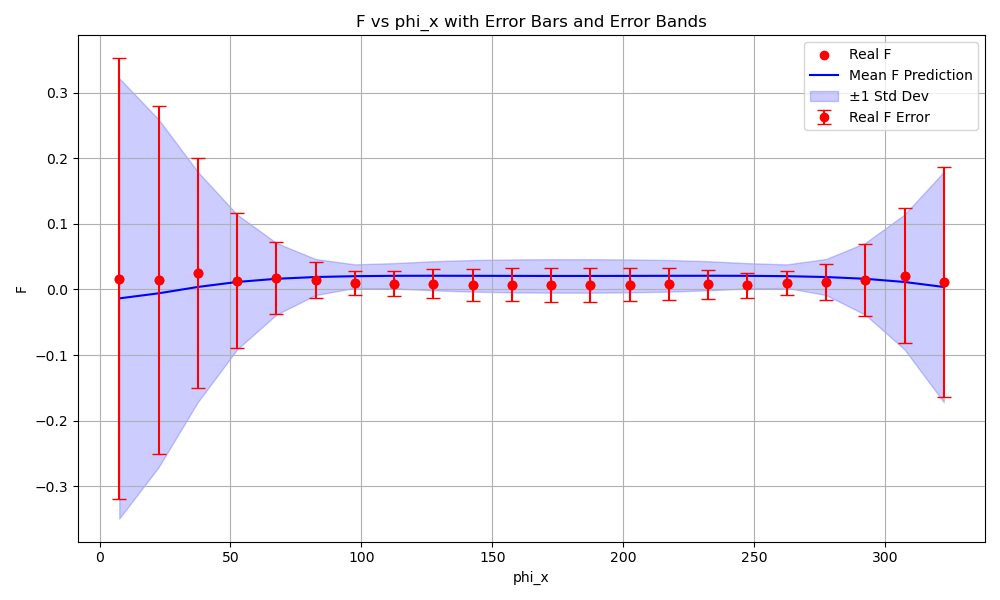 F vs phi_x with Error Bars and Error Bands
Real F
Mean F Prediction
±1 Std Dev
Real F Error
F
0.3
0.2
0.1
0.0
−0.1
−0.2
−0.3
0 50 100 150 200 250 300
phi_x